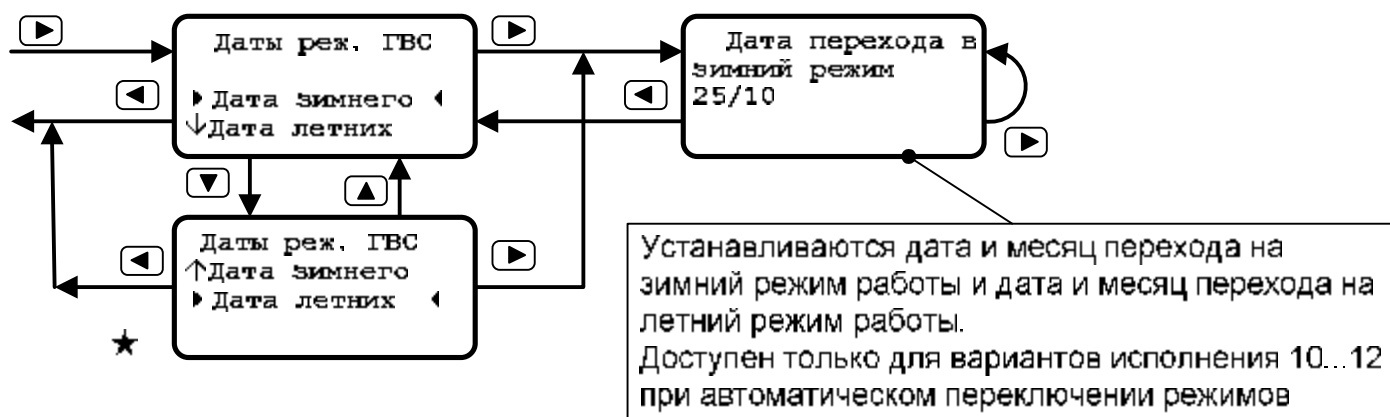 Даты реж. ГВС
Дата зимнего
Дата летних
Дата перехода в
зимний режим
25/10
Даты реж. ГВС
Дата зимнего
Дата летних
Устанавливаются дата и месяц перехода на
зимний режим работы и дата и месяц перехода на
летний режим работы.
Доступен только для вариантов исполнения 10...12
при автоматическом переключении режимов